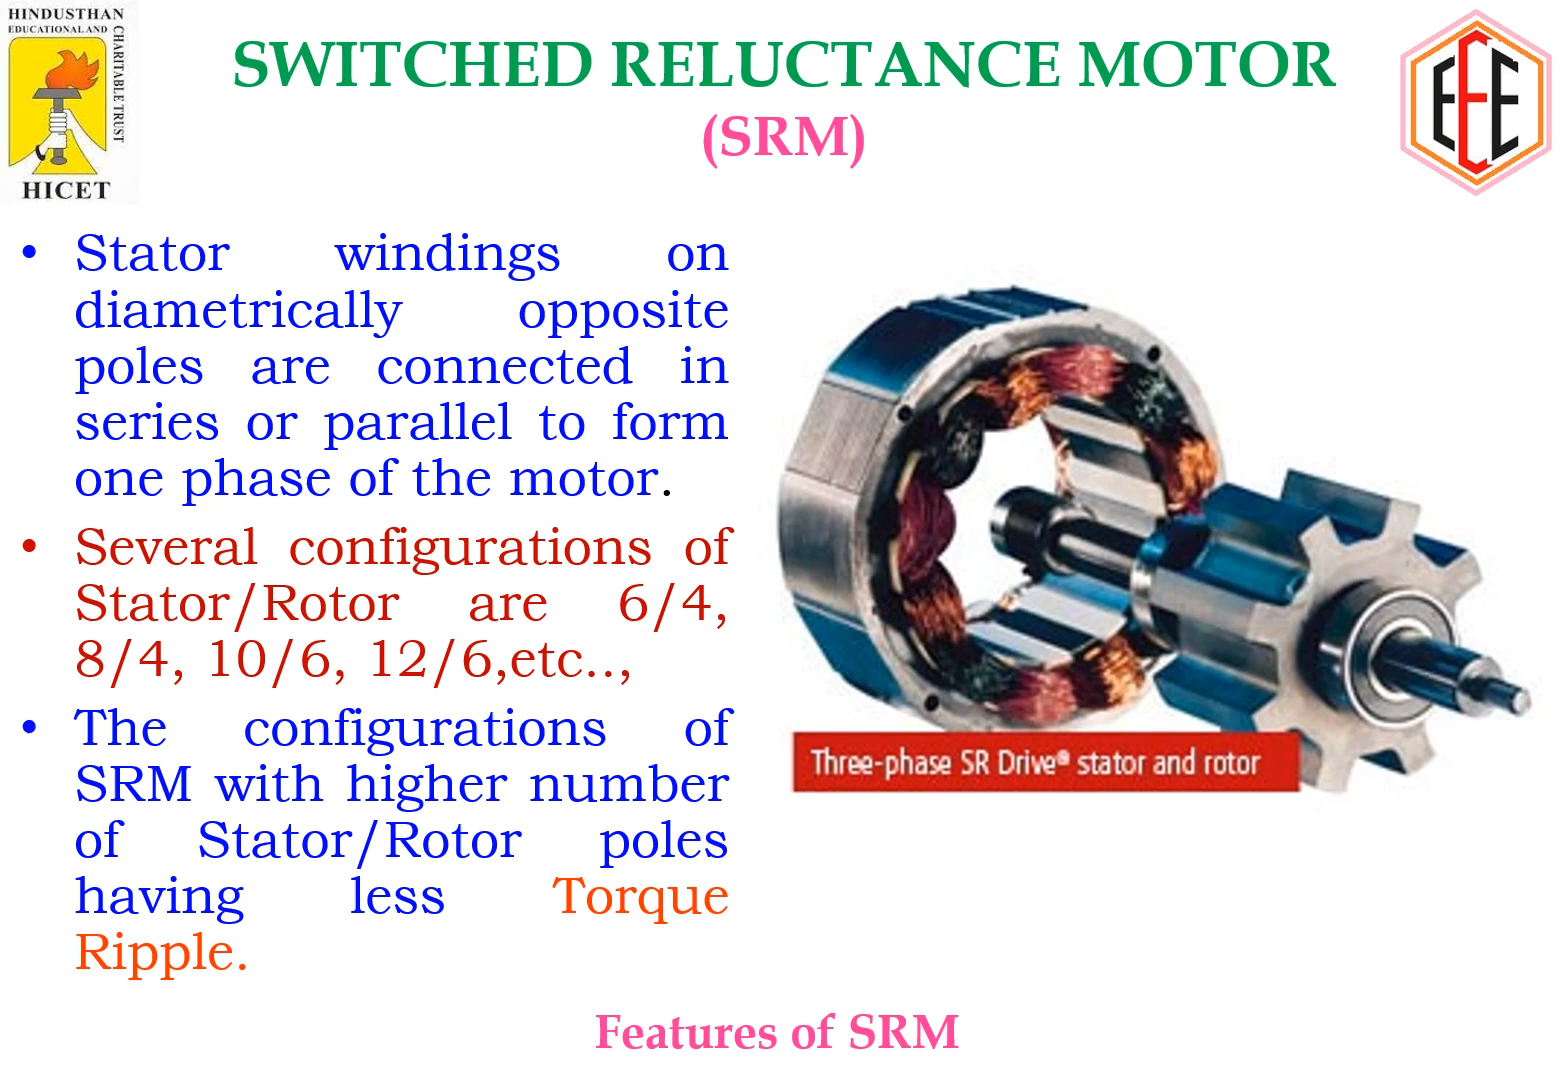 HINDUSTHAN
EDUCATIONAL AND
CHARITABLE TRUST
HICET
SWITCHED RELUCTANCE MOTOR
(SRM)
EEE
• Stator windings on
diametrically opposite
poles are connected in
series or parallel to form
one phase of the motor.
• Several configurations of
Stator/Rotor are 6/4,
8/4, 10/6, 12/6,etc..,
• The configurations of
SRM with higher number
of Stator/Rotor poles
having less Torque
Ripple.
Three-phase SR Drive® stator and rotor
Features of SRM